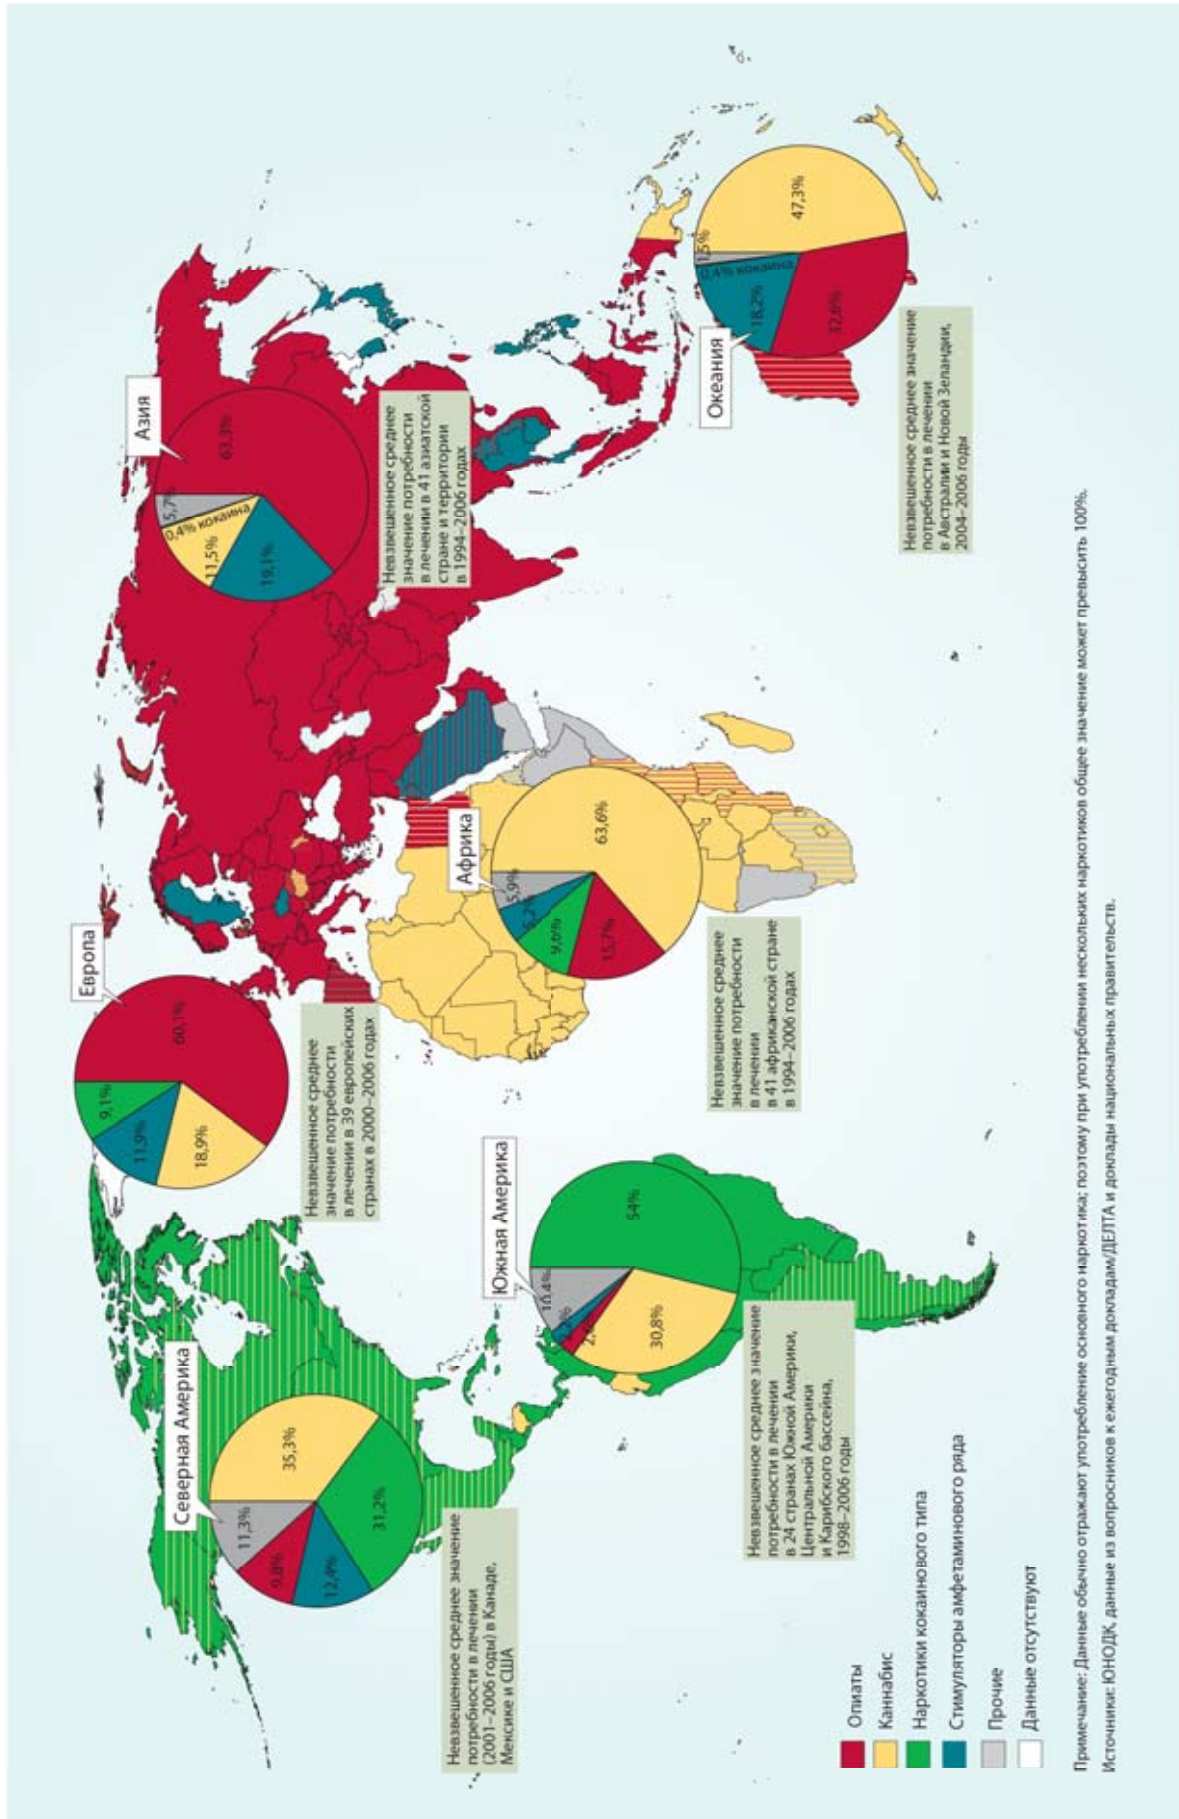 Европа
60,1%
9,1%
11,9%
18,9%
Невзвешенное среднее
значение потребности
в лечении в 39 европейских
странах в 2000–2006 годах
Азия
63,3%
5,7%
0,4% кокаина
11,5%
19,1%
Невзвешенное среднее
значение потребности
в лечении в 41 азиатской
стране и территории
в 1994–2006 годах
Северная Америка
35,3%
11,3%
9,8%
12,4%
31,2%
Невзвешенное среднее значение
потребности в лечении
(2001–2006 годы) в Канаде,
Мексике и США
Африка
63,6%
5,9%
5,2%
9,6%
15,7%
Невзвешенное среднее
значение потребности
в лечении
в 41 африканской стране
в 1994–2006 годах
Южная Америка
54%
10,4%
30,8%
Невзвешенное среднее значение
потребности в лечении
в 24 странах Южной Америки,
Центральной Америки
и Карибского бассейна,
1998–2006 годы
Океания
47,3%
1,5%
0,4% кокаина
18,2%
32,6%
Невзвешенное среднее значение
потребности в лечении
в Австралии и Новой Зеландии,
2004–2006 годы
Опиаты
Каннабис
Наркотики кокаинового типа
Стимуляторы амфетаминового ряда
Прочие
Данные отсутствуют
Примечание: Данные обычно отражают употребление основного наркотика; поэтому при употреблении нескольких наркотиков общее значение может превысить 100%.
Источники: ЮНОДК, данные из вопросников к ежегодным докладам/ДЕЛТА и доклады национальных правительств.